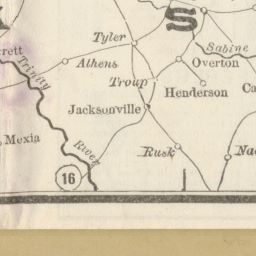 S
Tyler
Sabine
rett
Athens
Overton
Trinity
Troup
Henderson
Ca
Jacksonville
Mexia
River
Rusk
Na
16